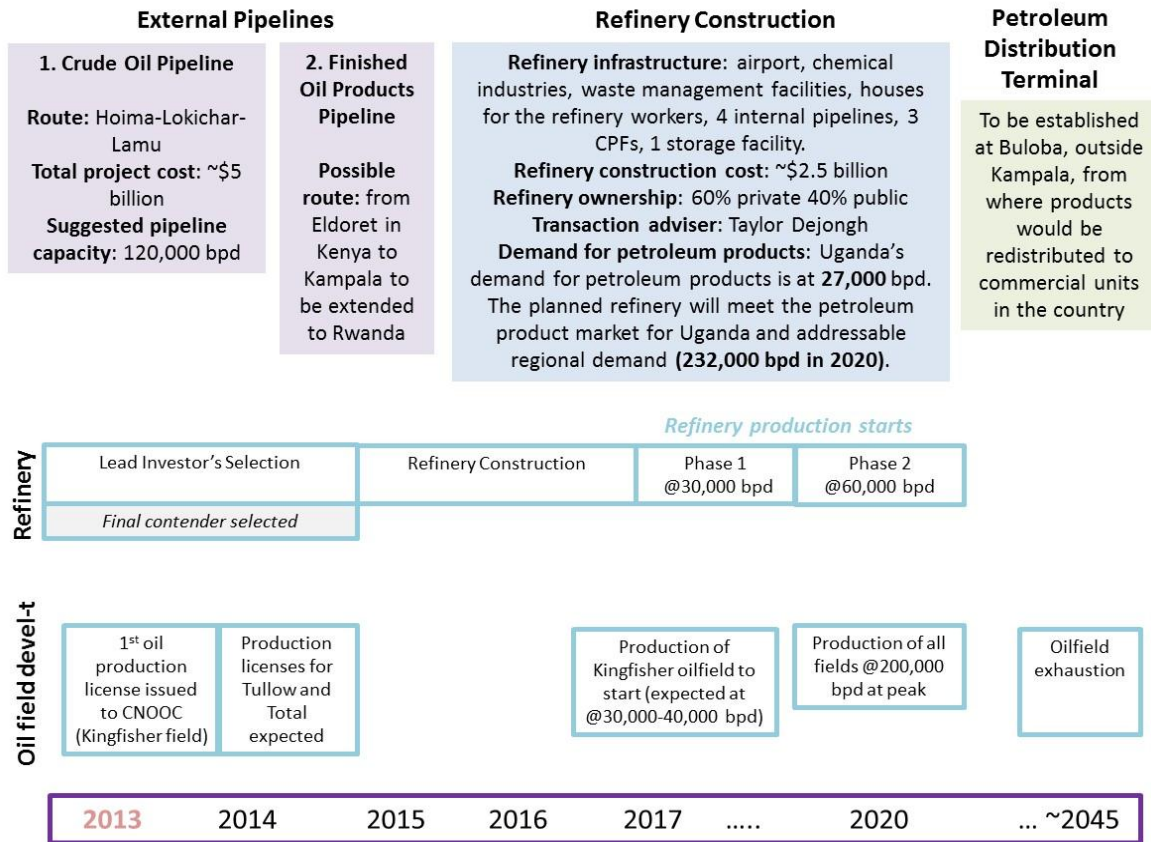 External Pipelines
1. Crude Oil Pipeline
Route: Hoima-Lokichar-
Lamu
Total project cost: ~$5
billion
Suggested pipeline
capacity: 120,000 bpd
2. Finished
Oil Products
Pipeline
Possible
route: from
Eldoret in
Kenya to
Kampala to
be extended
to Rwanda
Refinery Construction
Refinery infrastructure: airport, chemical
industries, waste management facilities, houses
for the refinery workers, 4 internal pipelines, 3
CPFs, 1 storage facility.
Refinery construction cost: ~$2.5 billion
Refinery ownership: 60% private 40% public
Transaction adviser: Taylor Dejongh
Demand for petroleum products: Uganda's
demand for petroleum products is at 27,000 bpd.
The planned refinery will meet the petroleum
product market for Uganda and addressable
regional demand (232,000 bpd in 2020).
Petroleum
Distribution
Terminal
To be established
at Buloba, outside
Kampala, from
where products
would be
redistributed to
commercial units
in the country
Refinery production starts
Refinery
Lead Investor's Selection
Final contender selected
Refinery Construction
Phase 1
@30,000 bpd
Phase 2
@60,000 bpd
Oil field devel-t
1st oil
production
license issued
to CNOOC
(Kingfisher field)
Production
licenses for
Tullow and
Total
expected
Production of
Kingfisher oilfield to
start (expected at
@30,000-40,000 bpd)
Production of all
fields @200,000
bpd at peak
Oilfield
exhaustion
2013 2014 2015 2016 2017 ..... 2020 ... ~2045